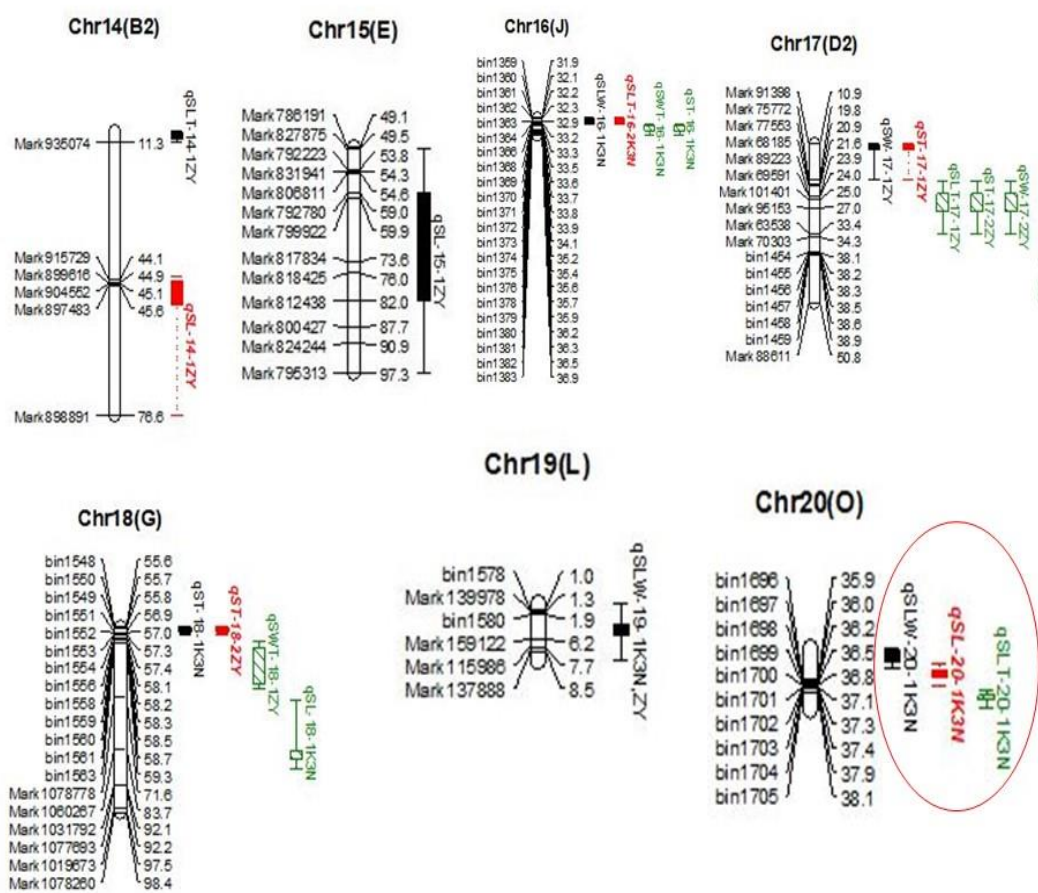 Chr14(B2)
Mark935074 11.3
Mark915729 44.1
Mark899616 44.9
Mark904552 45.1
Mark897483 45.6
Mark898891 76.6
qSLT-14-1ZY
qSL-14-1ZY
Chr15(E)
Mark786191 49.1
Mark827875 49.5
Mark792223 53.8
Mark831941 54.3
Mark806811 54.6
Mark792780 59.0
Mark799922 59.9
Mark817834 73.6
Mark818425 76.0
Mark812438 82.0
Mark800427 87.7
Mark824244 90.9
Mark795313 97.3
qSL-15-1ZY
Chr16(J)
bin1359 31.9
bin1360 32.1
bin1361 32.2
bin1362 32.3
bin1363 32.9
bin1364 33.2
bin1366 33.3
bin1368 33.5
bin1369 33.6
bin1370 33.7
bin1371 33.8
bin1372 33.9
bin1373 34.1
bin1374 35.2
bin1375 35.4
bin1376 35.6
bin1378 35.7
bin1379 35.9
bin1380 36.2
bin1381 36.3
bin1382 36.5
bin1383 36.9
qSLW-16-1K3N
qSLT-16-2K3N
qSWT-16-1K3N
qST-16-1K3N
Chr17(D2)
Mark91398 10.9
Mark75772 19.8
Mark77553 20.9
Mark68185 21.6
Mark89223 23.9
Mark69591 24.0
Mark101401 25.0
Mark95153 27.0
Mark63538 33.4
Mark70303 34.3
bin1454 38.1
bin1455 38.2
bin1456 38.3
bin1457 38.5
bin1458 38.6
bin1459 38.9
Mark88611 50.8
qSW-17-1ZY
qST-17-1ZY
qSLT-17-1ZY
qST-17-2ZY
qSW-17-2ZY
Chr18(G)
bin1548 55.6
bin1550 55.7
bin1549 55.8
bin1551 56.9
bin1552 57.0
bin1553 57.3
bin1554 57.4
bin1556 58.1
bin1558 58.2
bin1559 58.3
bin1560 58.5
bin1561 58.7
bin1563 59.3
Mark1078778 71.6
Mark1060267 83.7
Mark1031792 92.1
Mark1077693 92.2
Mark1019673 97.5
Mark1078260 98.4
qST-18-1K3N
qST-18-2ZY
qSWT-18-1ZY
qSL-18-1K3N
Chr19(L)
bin1578 1.0
Mark139978 1.3
bin1580 1.9
Mark159122 6.2
Mark115986 7.7
Mark137888 8.5
qSLW-19-1K3N,ZY
Chr20(O)
bin1696 35.9
bin1697 36.0
bin1698 36.2
bin1699 36.5
bin1700 36.8
bin1701 37.1
bin1702 37.3
bin1703 37.4
bin1704 37.9
bin1705 38.1
qSLW-20-1K3N
qSL-20-1K3N
qSLT-20-1K3N